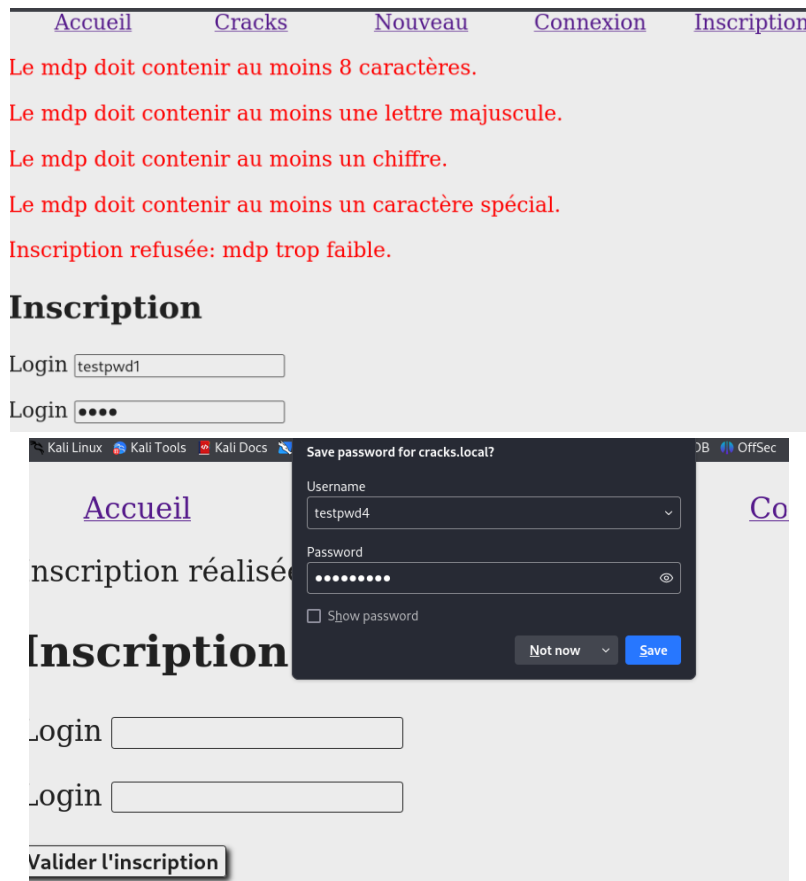 Accueil Cracks Nouveau Connexion Inscription
Le mdp doit contenir au moins 8 caractères.
Le mdp doit contenir au moins une lettre majuscule.
Le mdp doit contenir au moins un chiffre.
Le mdp doit contenir au moins un caractère spécial.
Inscription refusée: mdp trop faible.
Inscription
Login testpwd1
Login ••••
Kali Linux Kali Tools Kali Docs Save password for cracks.local? DB OffSec
Username
Accueil testpwd4 Co
Password
nscription réalisée •••••••••
Show password
Inscription Not now Save
Login
Login
Valider l'inscription